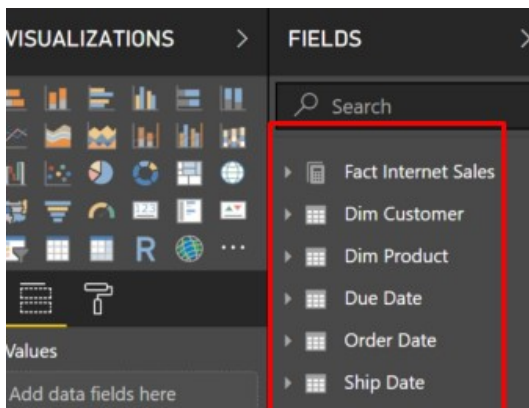 VISUALIZATIONS
FIELDS
Search
Fact Internet Sales
Dim Customer
Dim Product
Due Date
Order Date
Ship Date
123
R
Values
Add data fields here